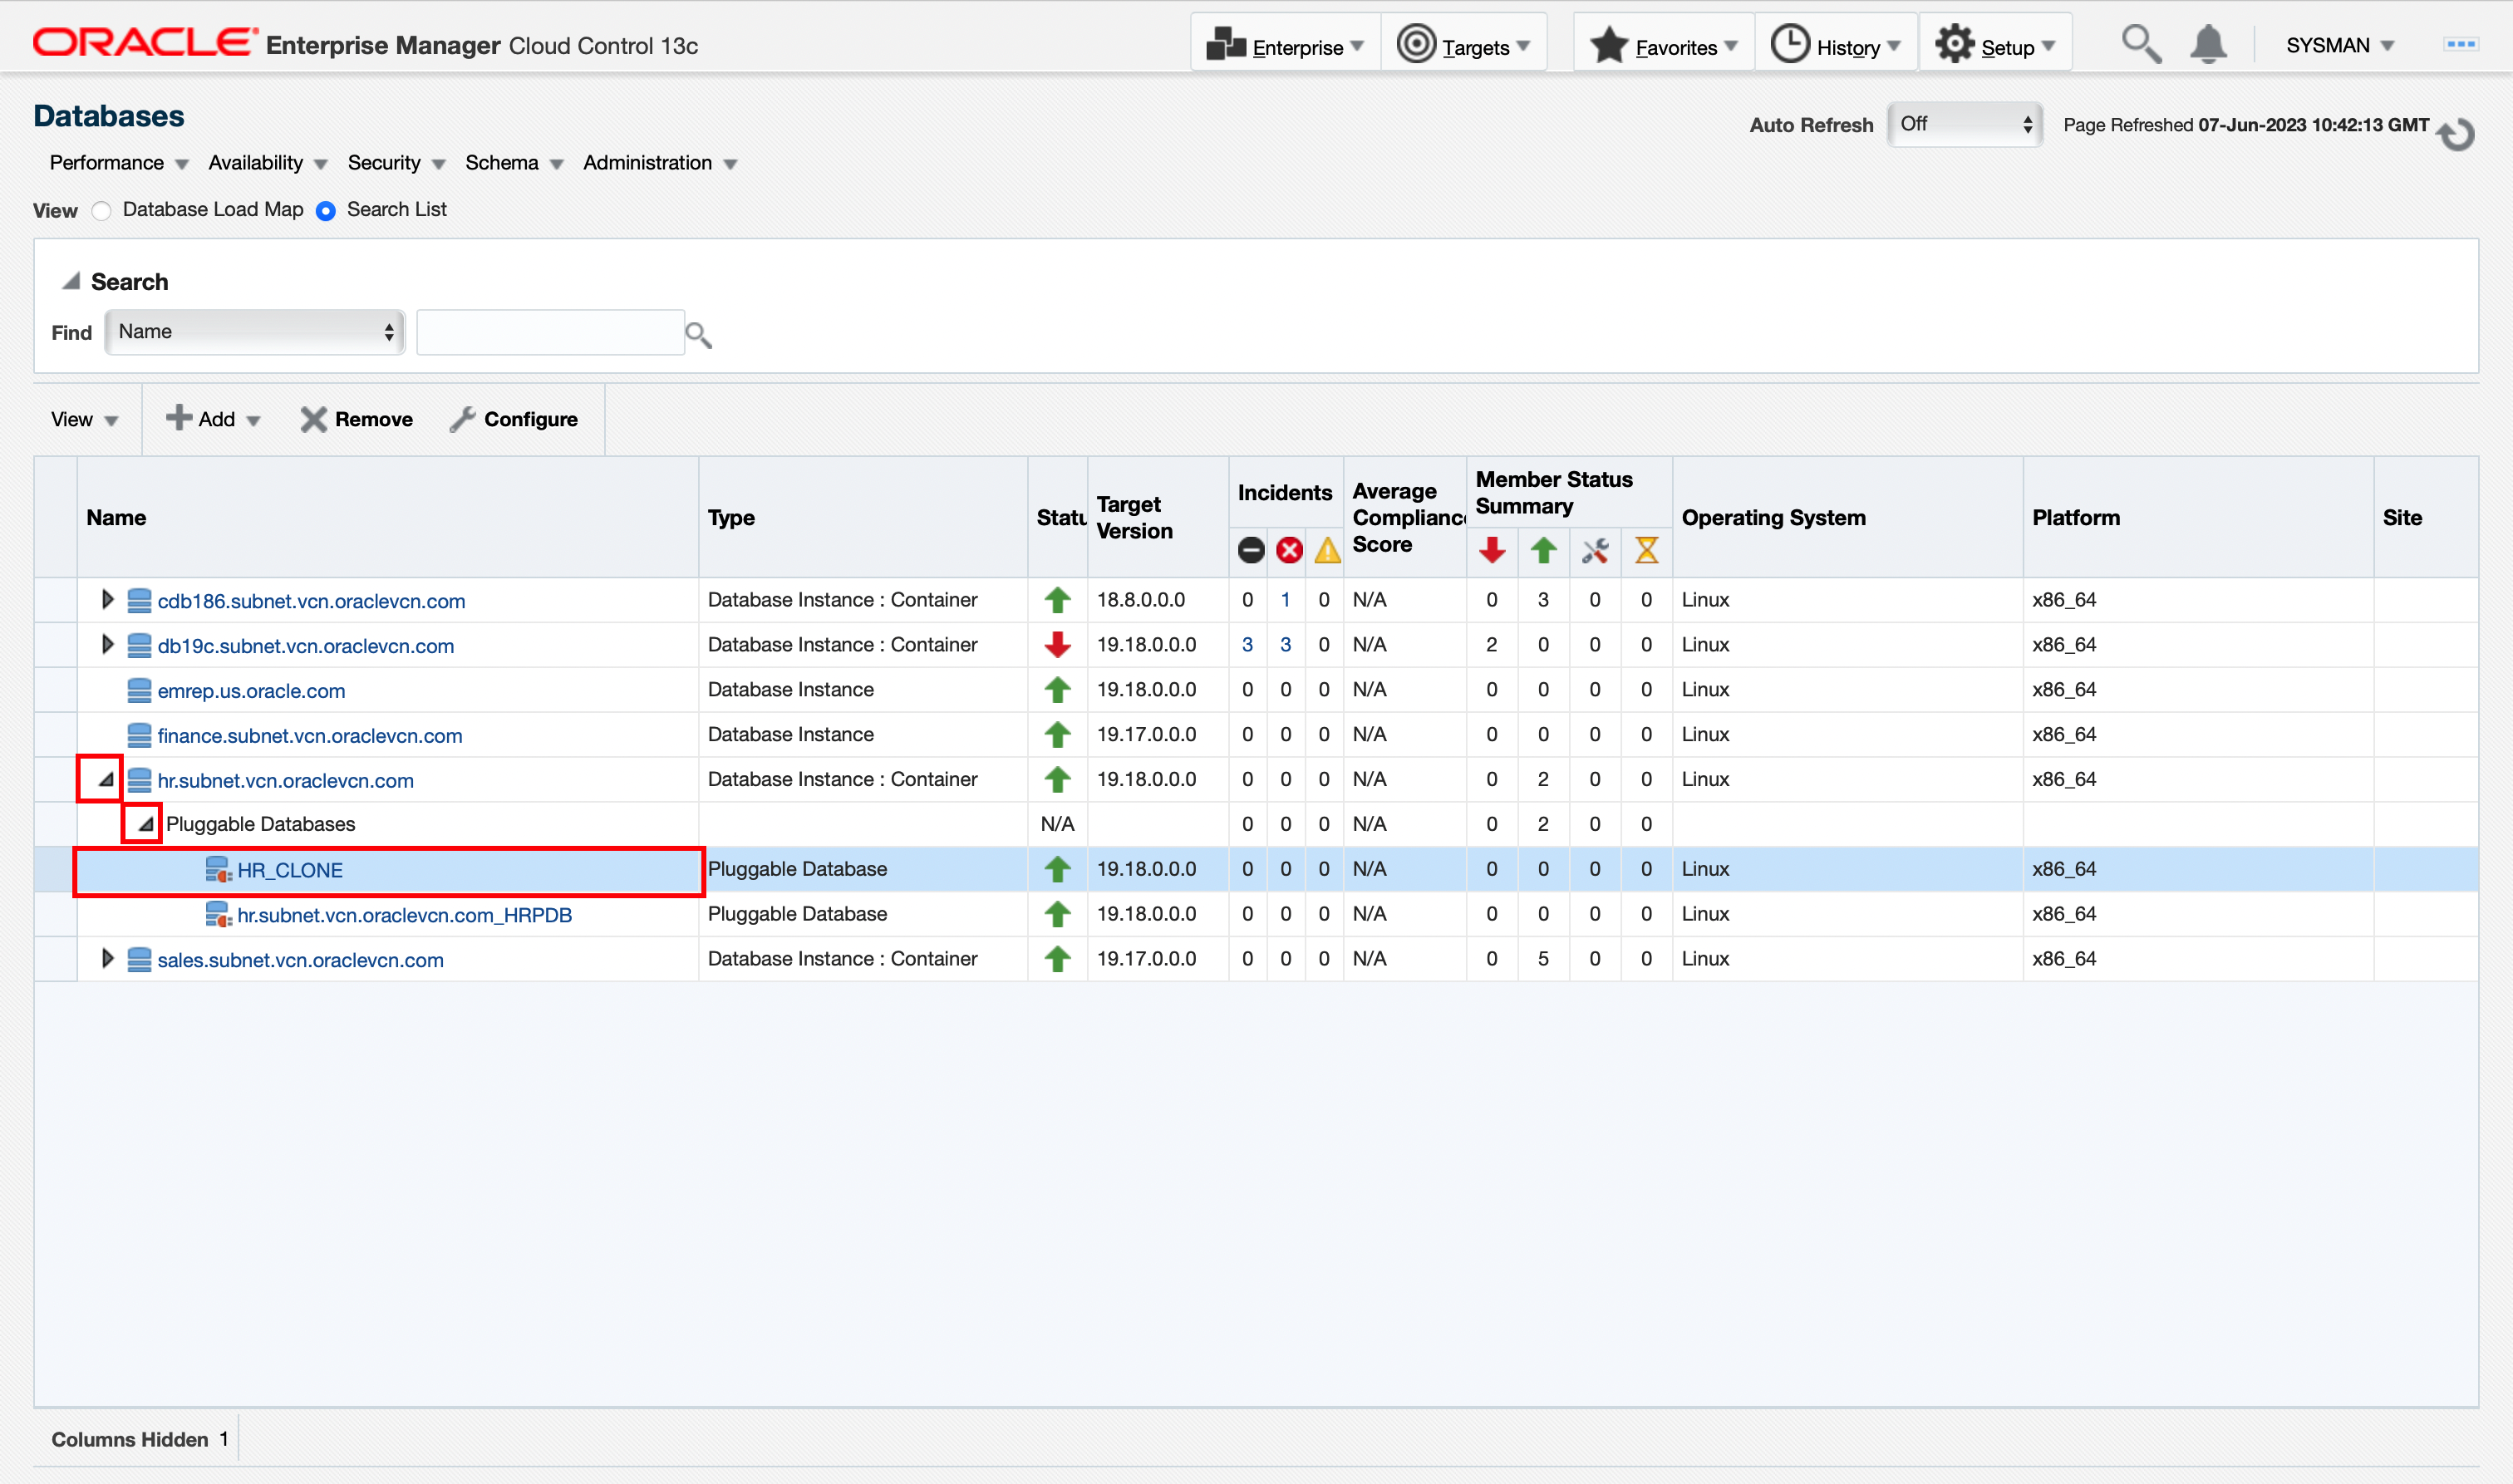 ORACLE Enterprise Manager Cloud Control 13c
Enterprise Targets Favorites History Setup SYSMAN
Databases
Auto Refresh Off Page Refreshed 07-Jun-2023 10:42:13 GMT
Performance Availability Security Schema Administration
View Database Load Map Search List
Search
Find Name
View Add Remove Configure
Name Type Statu Target Version Incidents Average Compliance Score Member Status Summary Operating System Platform Site
cdb186.subnet.vcn.oraclevcn.com Database Instance : Container 18.8.0.0.0 0 1 0 N/A 0 3 0 0 Linux x86_64
db19c.subnet.vcn.oraclevcn.com Database Instance : Container 19.18.0.0.0 3 3 0 N/A 2 0 0 0 Linux x86_64
emrep.us.oracle.com Database Instance 19.18.0.0.0 0 0 0 N/A 0 0 0 0 Linux x86_64
finance.subnet.vcn.oraclevcn.com Database Instance 19.17.0.0.0 0 0 0 N/A 0 0 0 0 Linux x86_64
hr.subnet.vcn.oraclevcn.com Database Instance : Container 19.18.0.0.0 0 0 0 N/A 0 2 0 0 Linux x86_64
Pluggable Databases N/A 0 0 0 N/A 0 2 0 0
HR_CLONE Pluggable Database 19.18.0.0.0 0 0 0 N/A 0 0 0 0 Linux x86_64
hr.subnet.vcn.oraclevcn.com_HRPDB Pluggable Database 19.18.0.0.0 0 0 0 N/A 0 0 0 0 Linux x86_64
sales.subnet.vcn.oraclevcn.com Database Instance : Container 19.17.0.0.0 0 0 0 N/A 0 5 0 0 Linux x86_64
Columns Hidden 1